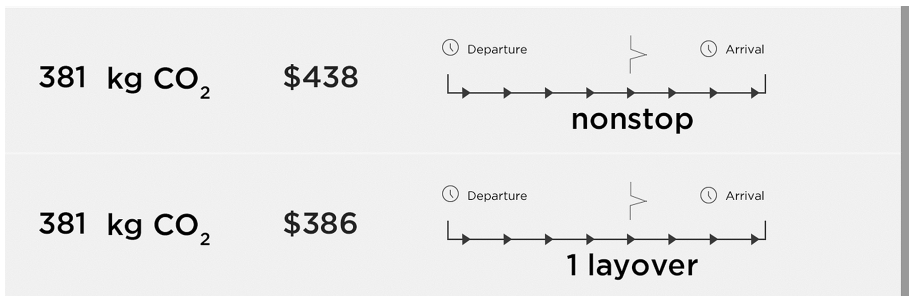 Departure Arrival
381 kg CO₂ $438
nonstop
Departure Arrival
381 kg CO₂ $386
1 layover